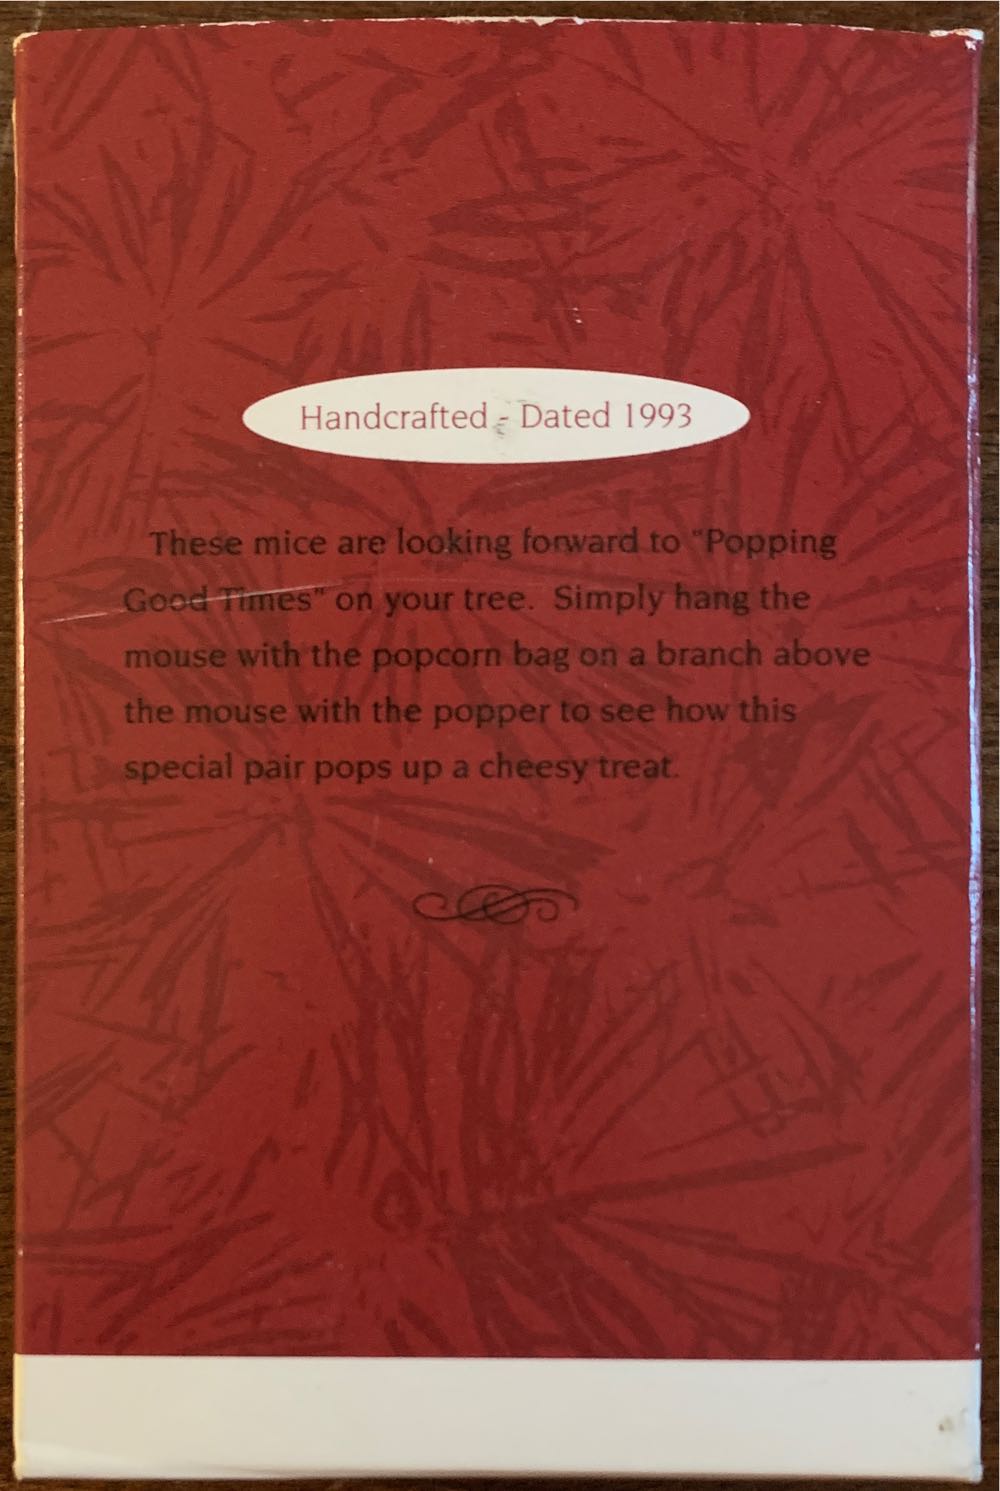 Handcrafted - Dated 1993
These mice are looking forward to "Popping
Good Times" on your tree. Simply hang the
mouse with the popcorn bag on a branch above
the mouse with the popper to see how this
special pair pops up a cheesy treat.